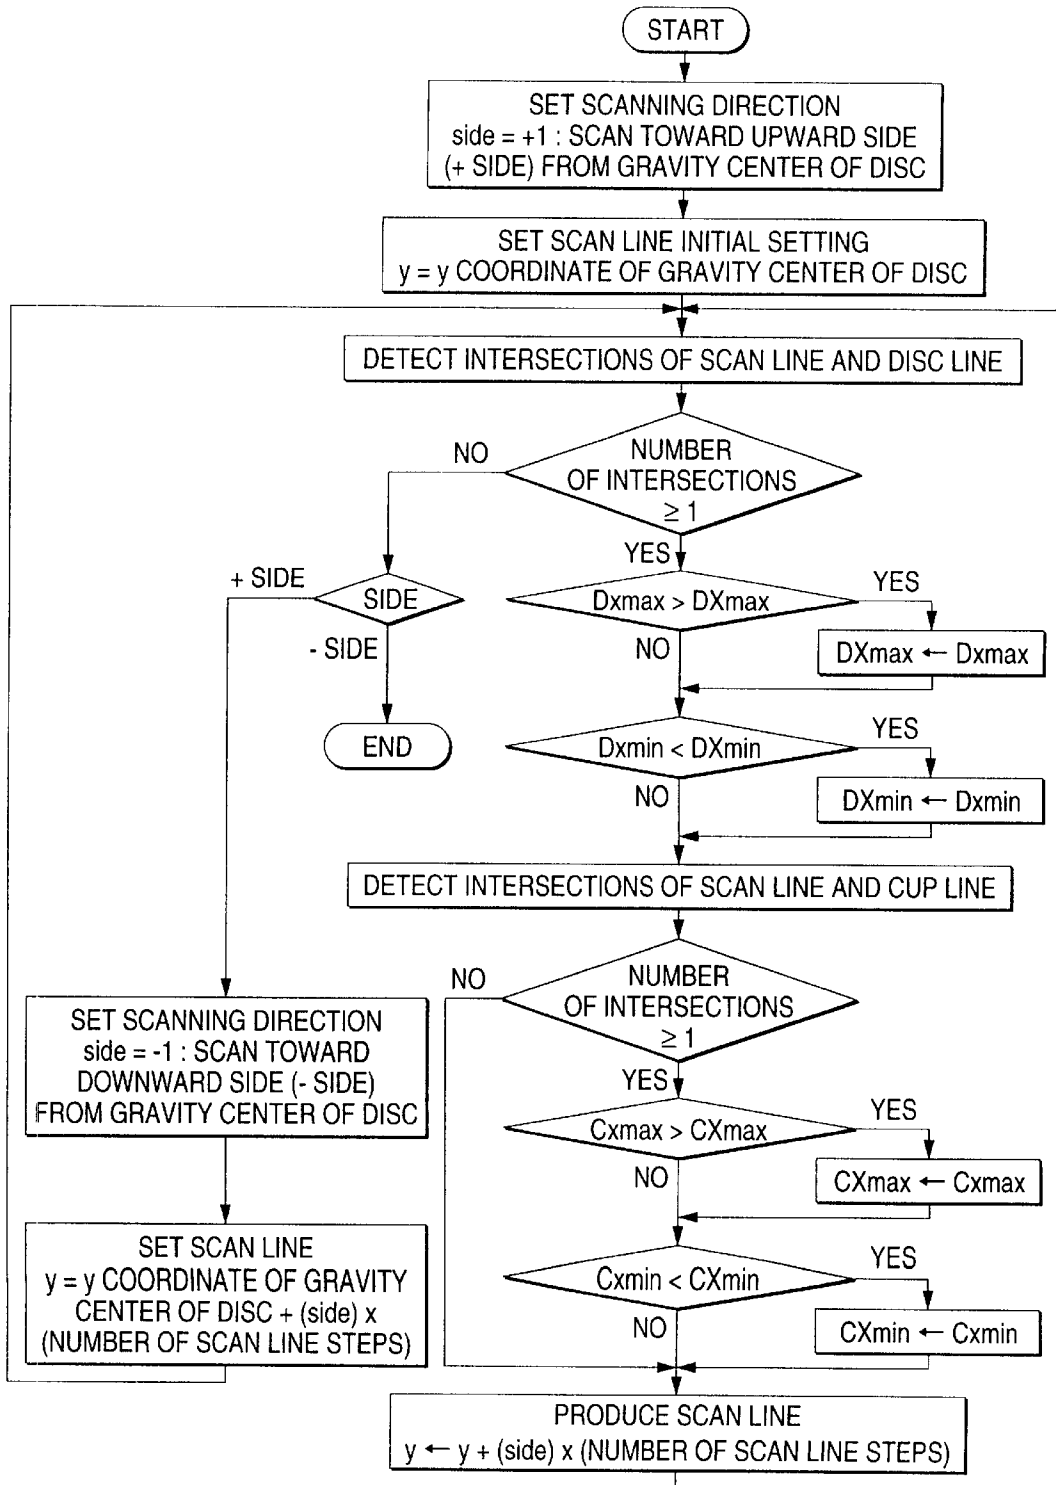 START
SET SCANNING DIRECTION
side = +1 : SCAN TOWARD UPWARD SIDE
(+ SIDE) FROM GRAVITY CENTER OF DISC
SET SCAN LINE INITIAL SETTING
y = y COORDINATE OF GRAVITY CENTER OF DISC
DETECT INTERSECTIONS OF SCAN LINE AND DISC LINE
NO
NUMBER
OF INTERSECTIONS
≥ 1
YES
+ SIDE
SIDE
- SIDE
END
Dxmax > DXmax
YES
NO
DXmax ← Dxmax
Dxmin < DXmin
YES
NO
DXmin ← Dxmin
DETECT INTERSECTIONS OF SCAN LINE AND CUP LINE
NO
NUMBER
OF INTERSECTIONS
≥ 1
YES
SET SCANNING DIRECTION
side = -1 : SCAN TOWARD
DOWNWARD SIDE (- SIDE)
FROM GRAVITY CENTER OF DISC
Cxmax > CXmax
YES
NO
CXmax ← Cxmax
SET SCAN LINE
y = y COORDINATE OF GRAVITY
CENTER OF DISC + (side) x
(NUMBER OF SCAN LINE STEPS)
Cxmin < CXmin
YES
NO
CXmin ← Cxmin
PRODUCE SCAN LINE
y ← y + (side) x (NUMBER OF SCAN LINE STEPS)